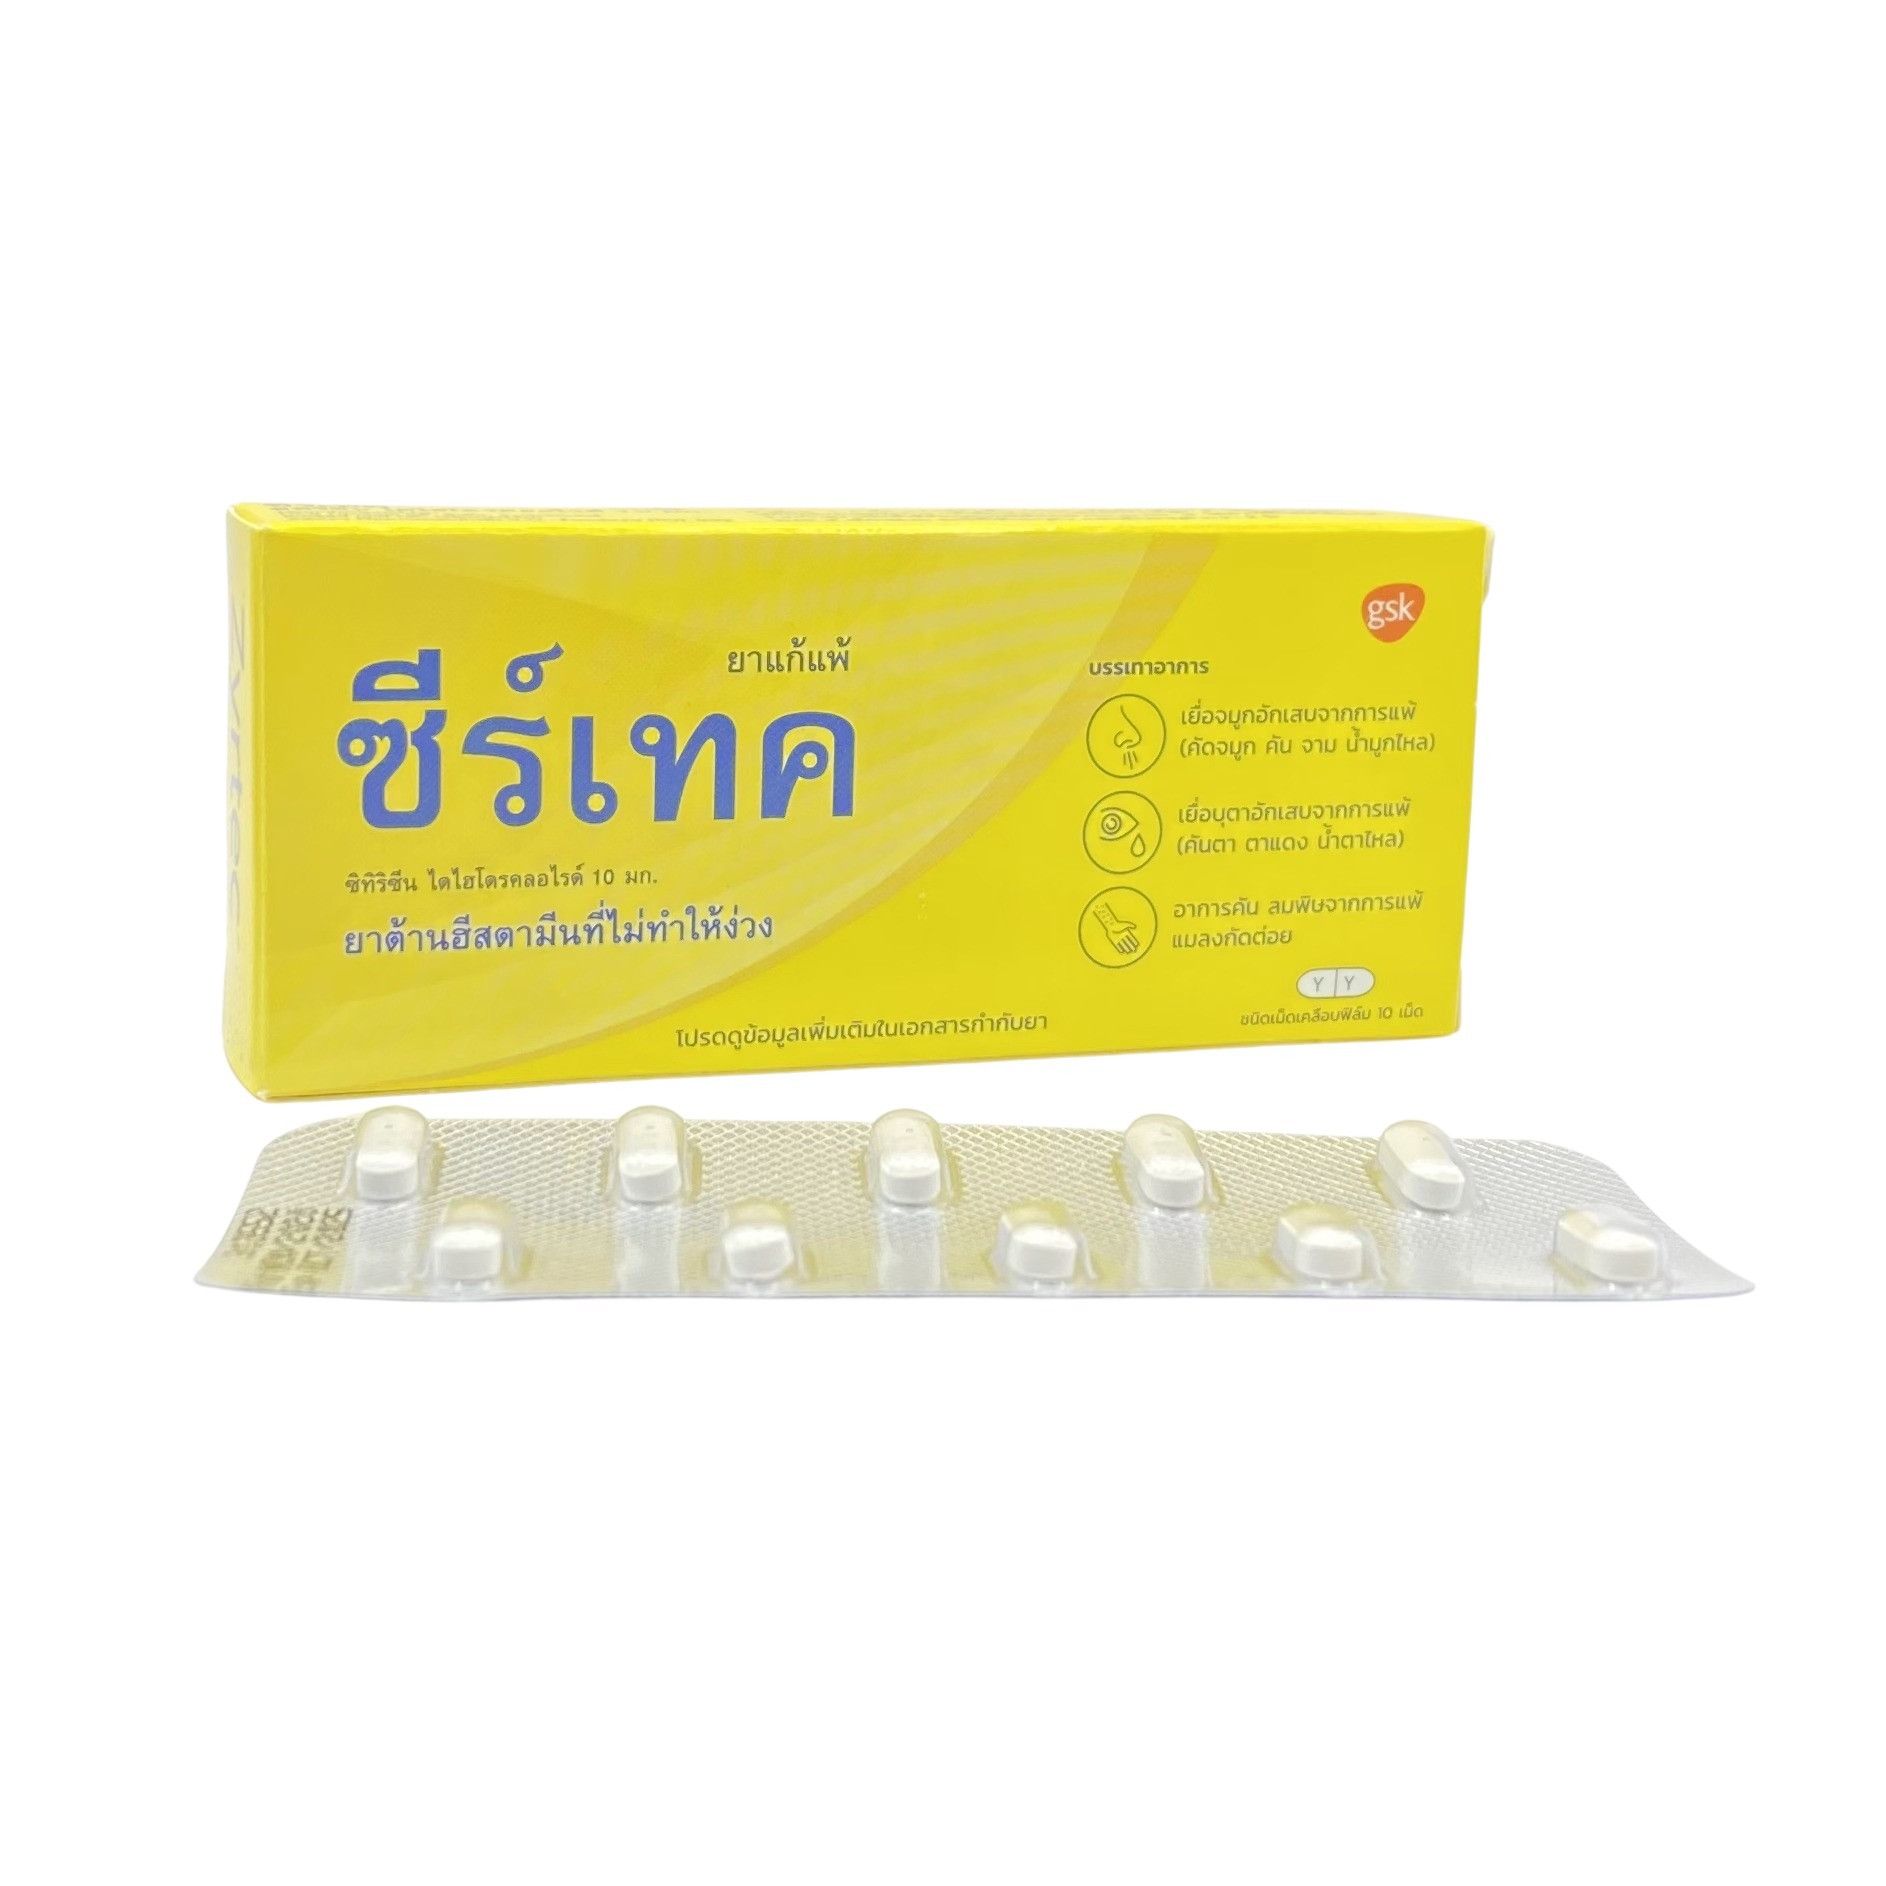 Zyrtec
ยาแก้แพ้
ซีร์เทค
ซิทิริซีน ไดไฮโดรคลอไรด์ 10 มก.
ยาต้านฮีสตามีนที่ไม่ทำให้ง่วง
โปรดดูข้อมูลเพิ่มเติมในเอกสารกำกับยา
gsk
บรรเทาอาการ
เยื่อจมูกอักเสบจากการแพ้
(คัดจมูก คัน จาม น้ำมูกไหล)
เยื่อบุตาอักเสบจากการแพ้
(คันตา ตาแดง น้ำตาไหล)
อาการคัน ลมพิษจากการแพ้
แมลงกัดต่อย
Y Y
ชนิดเม็ดเคลือบฟิล์ม 10 เม็ด